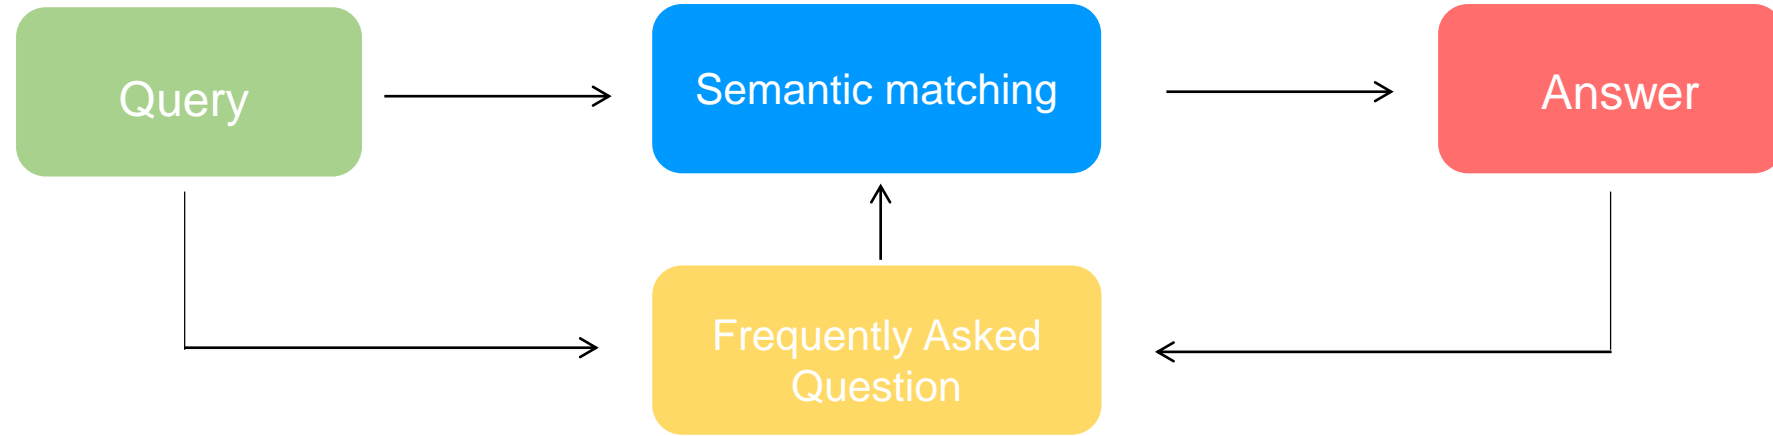 Query
Semantic matching
Answer
Frequently Asked
Question